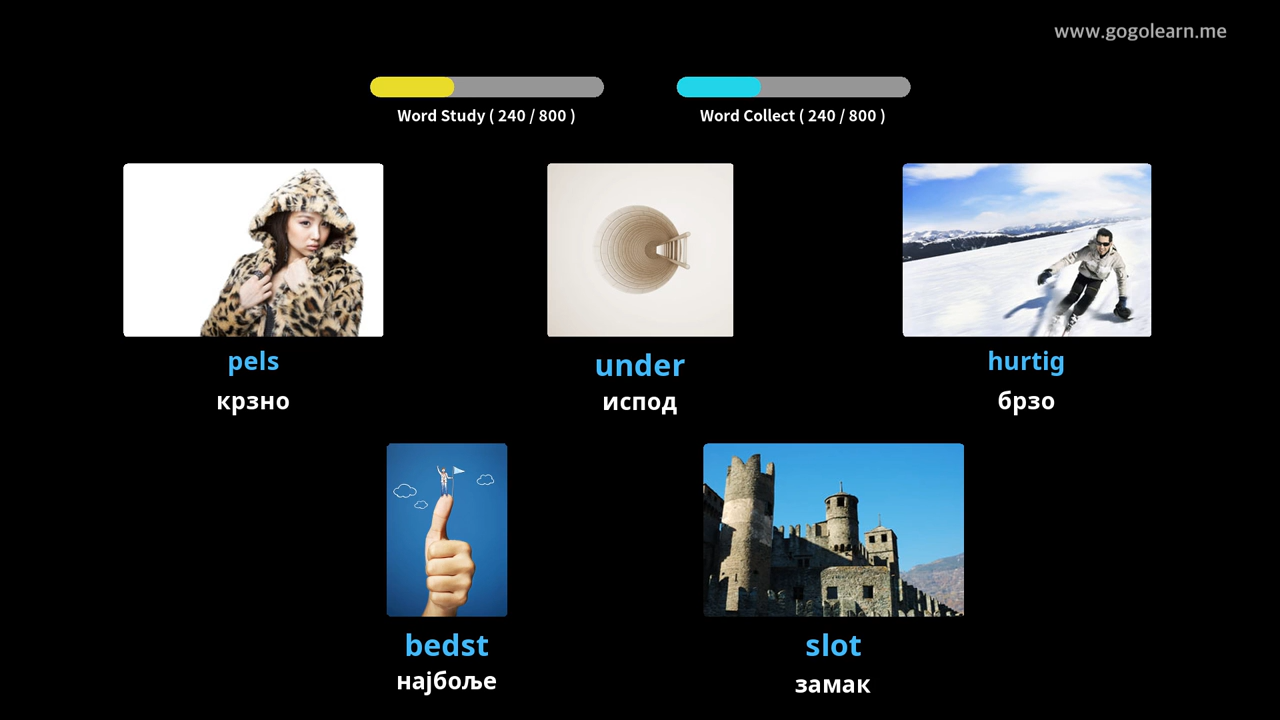 www.gogolearn.me
Word Study ( 240 / 800 )
Word Collect ( 240 / 800 )
pels
under
hurtig
крзно
испод
брзо
bedst
slot
најбоље
замак